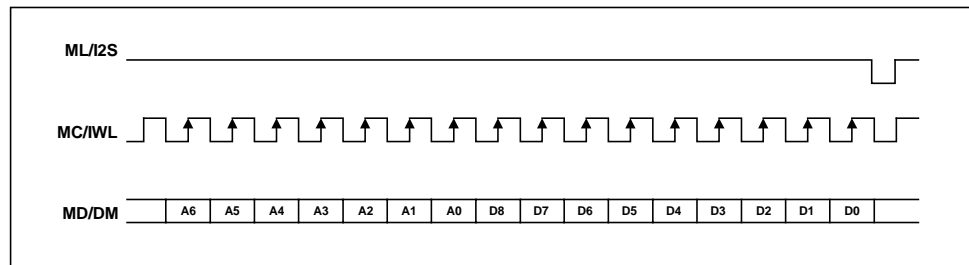 ML/I2S
MC/IWL
MD/DM A6 A5 A4 A3 A2 A1 A0 D8 D7 D6 D5 D4 D3 D2 D1 D0